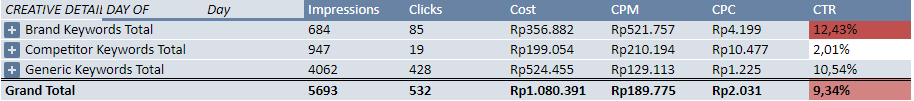 CREATIVE DETAIL DAY OF Day Impressions Clicks Cost CPM CPC CTR
Brand Keywords Total 684 85 Rp356.882 Rp521.757 Rp4.199 12,43%
Competitor Keywords Total 947 19 Rp199.054 Rp210.194 Rp10.477 2,01%
Generic Keywords Total 4062 428 Rp524.455 Rp129.113 Rp1.225 10,54%
Grand Total 5693 532 Rp1.080.391 Rp189.775 Rp2.031 9,34%